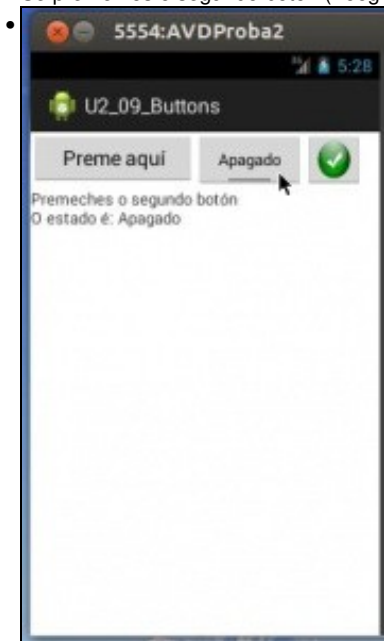 5554:AVDProba2
5:28
U2_09_Buttons
Preme aquí
Apagado
Premeches o segundo botón
O estado é: Apagado